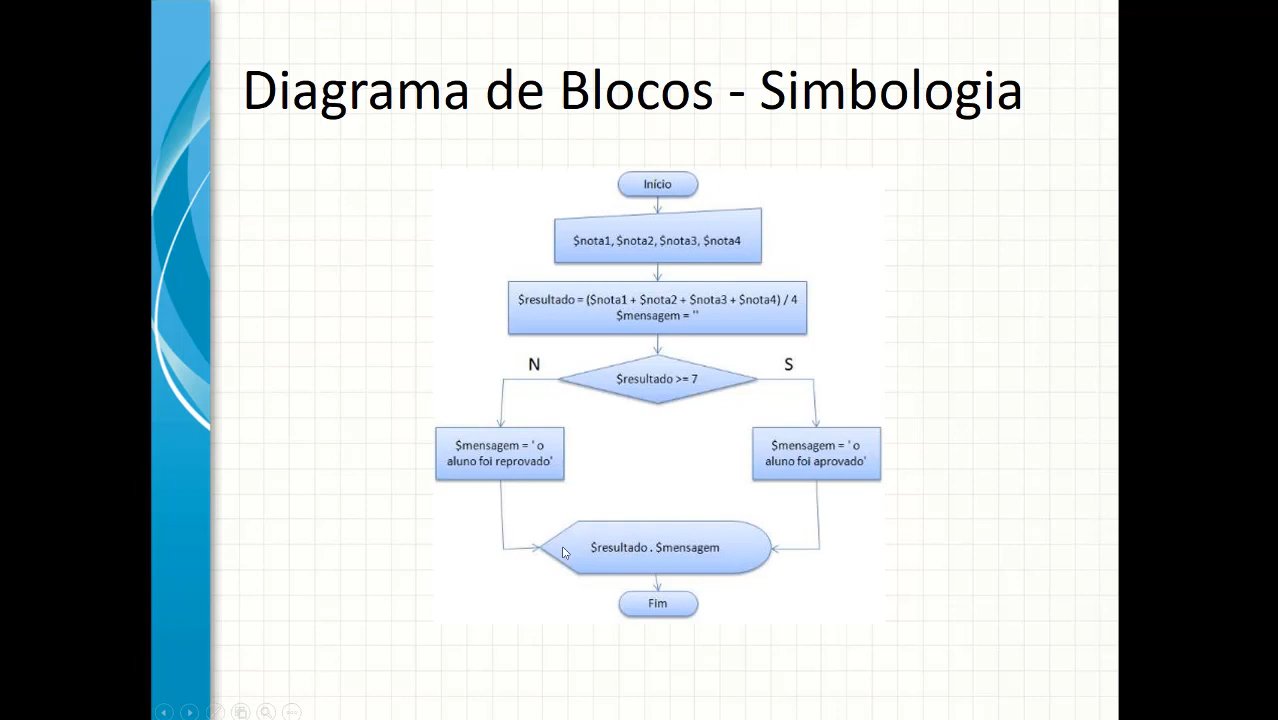 Diagrama de Blocos - Simbologia
Início
$nota1, $nota2, $nota3, $nota4
$resultado = ($nota1 + $nota2 + $nota3 + $nota4) / 4
$mensagem = ''
N
S
$resultado >= 7
$mensagem = ' o
aluno foi reprovado'
$mensagem = ' o
aluno foi aprovado'
$resultado . $mensagem
Fim